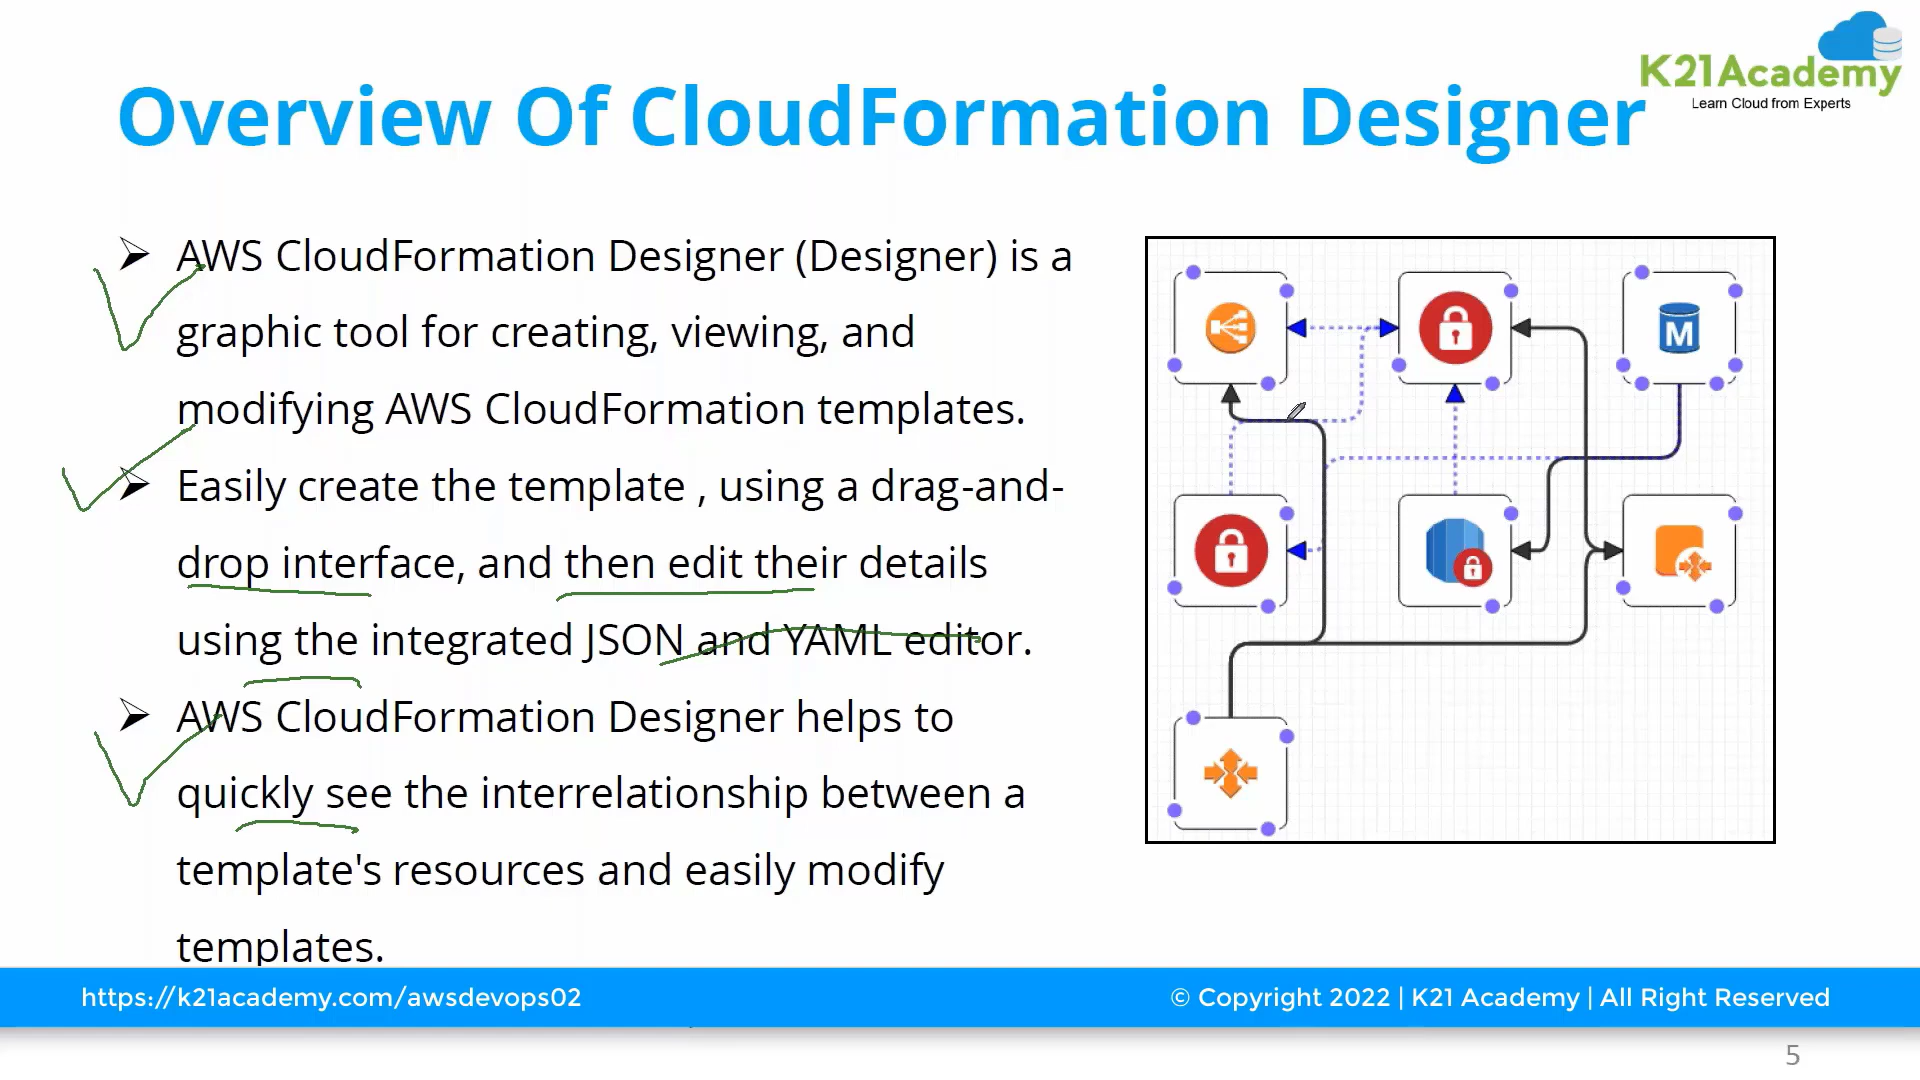 K21Academy
Learn Cloud from Experts
Overview Of CloudFormation Designer
AWS CloudFormation Designer (Designer) is a
graphic tool for creating, viewing, and
modifying AWS CloudFormation templates.
Easily create the template , using a drag-and-
drop interface, and then edit their details
using the integrated JSON and YAML editor.
AWS CloudFormation Designer helps to
quickly see the interrelationship between a
template's resources and easily modify
templates.
M
https://k21academy.com/awsdevops02
© Copyright 2022 | K21 Academy | All Right Reserved
5